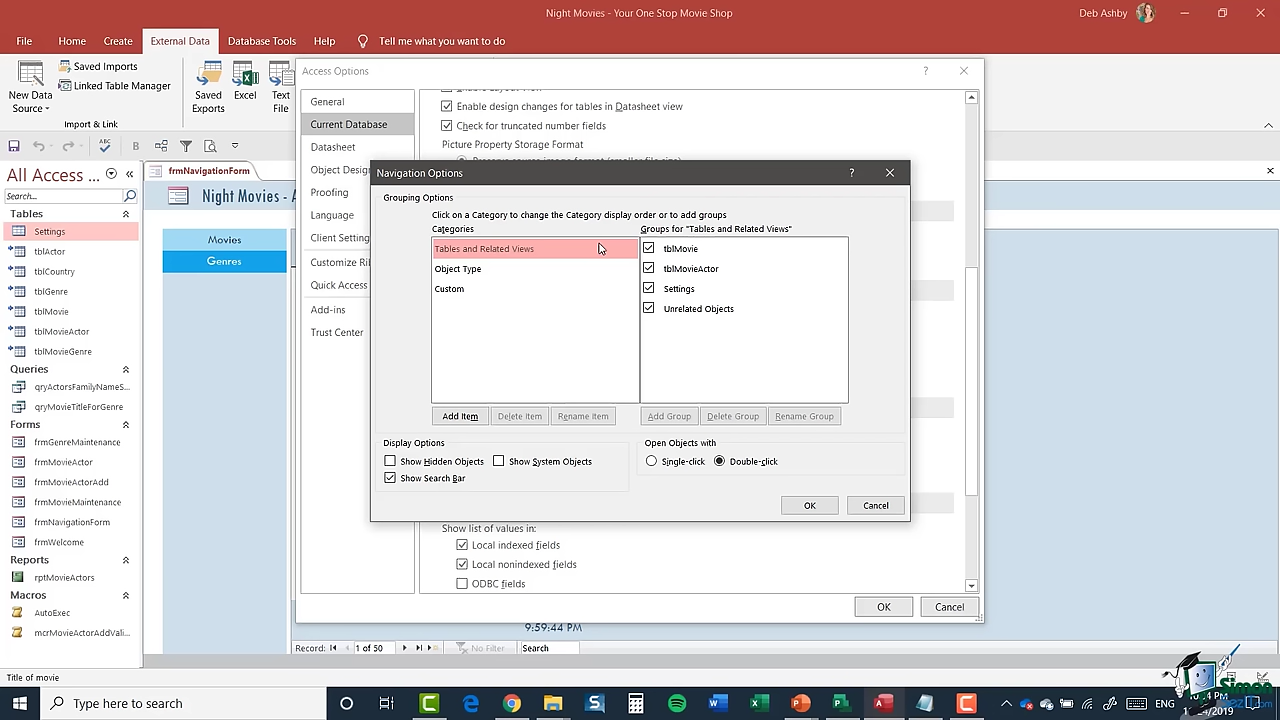 Night Movies - Your One Stop Movie Shop
Deb Ashby
File Home Create External Data Database Tools Help Tell me what you want to do
New Data Source
Saved Imports
Linked Table Manager
Saved Exports
Excel
Text File
Import & Link
All Access ...
Search...
Tables
Settings
tblActor
tblCountry
tblGenre
tblMovie
tblMovieActor
tblMovieGenre
Queries
qryActorsFamilyNameS...
qryMovieTitleForGenre
Forms
frmGenreMaintenance
frmMovieActor
frmMovieActorAdd
frmMovieMaintenance
frmNavigationForm
frmWelcome
Reports
rptMovieActors
Macros
AutoExec
mcrMovieActorAddVali...
frmNavigationForm
Night Movies - A
Movies
Genres
Access Options
General
Current Database
Datasheet
Object Desig
Proofing
Language
Client Setting
Customize Rib
Quick Access
Add-ins
Trust Center
Enable design changes for tables in Datasheet view
Check for truncated number fields
Picture Property Storage Format
Navigation Options
Grouping Options
Click on a Category to change the Category display order or to add groups
Categories
Tables and Related Views
Object Type
Custom
Groups for "Tables and Related Views"
tblMovie
tblMovieActor
Settings
Unrelated Objects
Add Item Delete Item Rename Item
Add Group Delete Group Rename Group
Display Options
Show Hidden Objects Show System Objects
Show Search Bar
Open Objects with
Single-click Double-click
OK Cancel
Show list of values in:
Local indexed fields
Local nonindexed fields
ODBC fields
OK Cancel
9:59:44 PM
Record: 1 of 50 No Filter Search
Title of movie
Type here to search
ENG
Simon